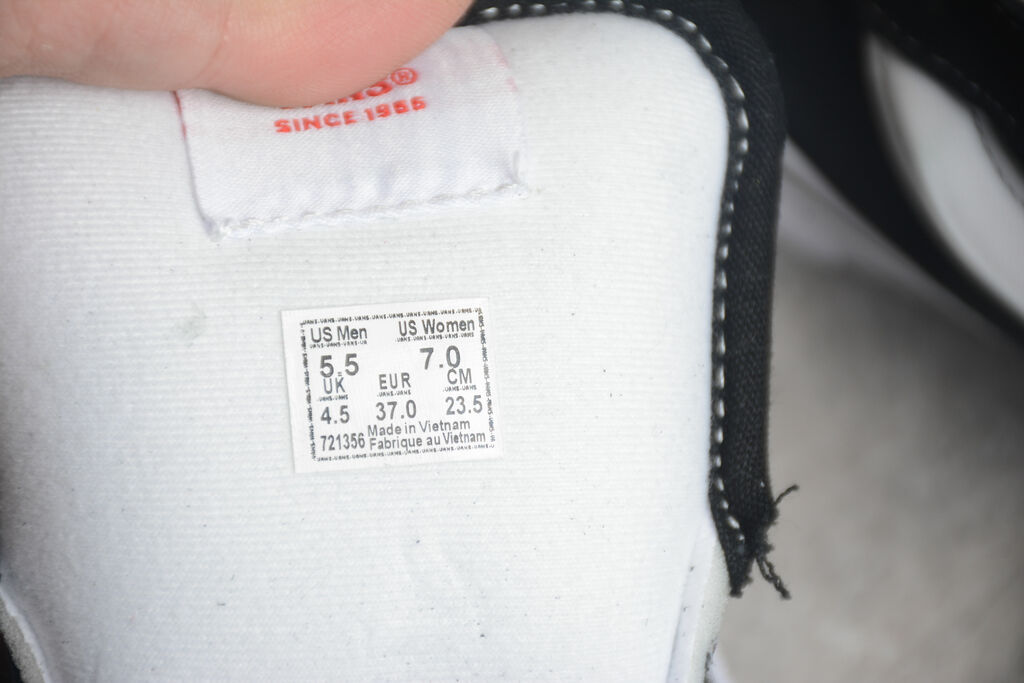 SINCE 1966
US Men US Women
5.5 7.0
UK EUR CM
4.5 37.0 23.5
Made in Vietnam
721356 Fabrique au Vietnam